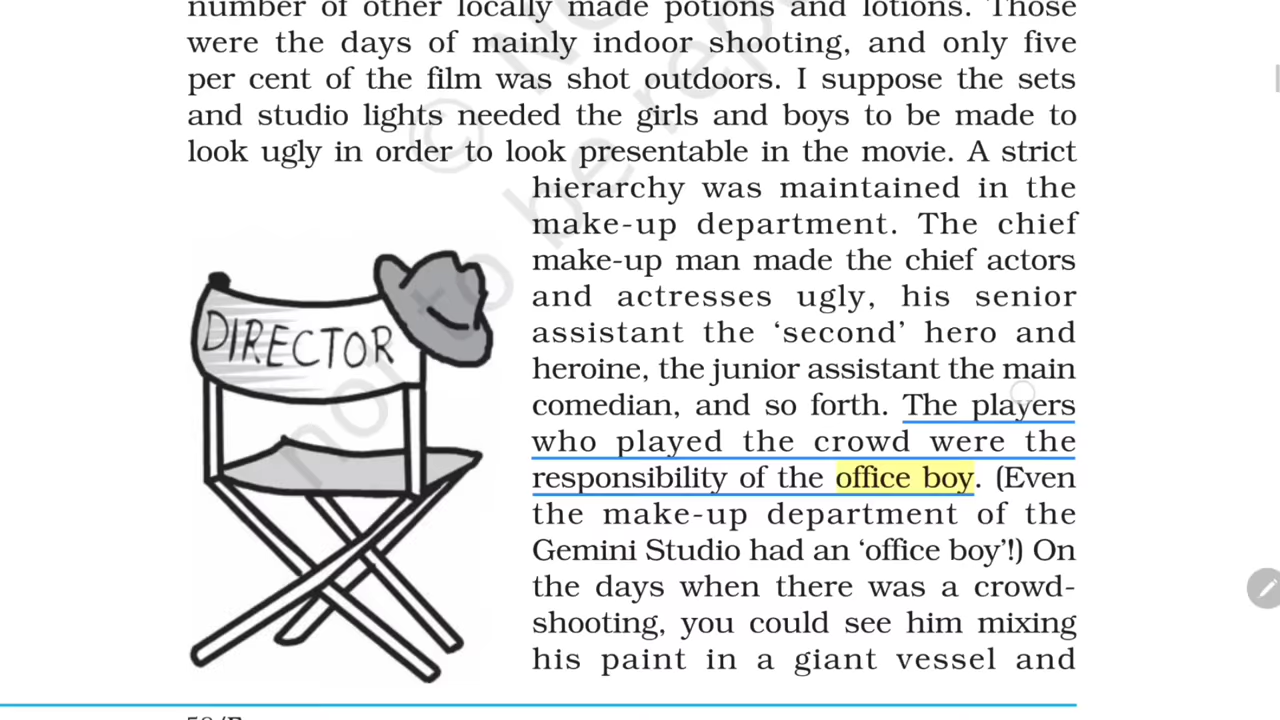 number of other locally made potions and lotions. Those
were the days of mainly indoor shooting, and only five
per cent of the film was shot outdoors. I suppose the sets
and studio lights needed the girls and boys to be made to
look ugly in order to look presentable in the movie. A strict
hierarchy was maintained in the
make-up department. The chief
make-up man made the chief actors
and actresses ugly, his senior
assistant the ‘second’ hero and
heroine, the junior assistant the main
comedian, and so forth. The players
who played the crowd were the
responsibility of the office boy. (Even
the make-up department of the
Gemini Studio had an ‘office boy’!) On
the days when there was a crowd-
shooting, you could see him mixing
his paint in a giant vessel and
DIRECTOR
not to be rep